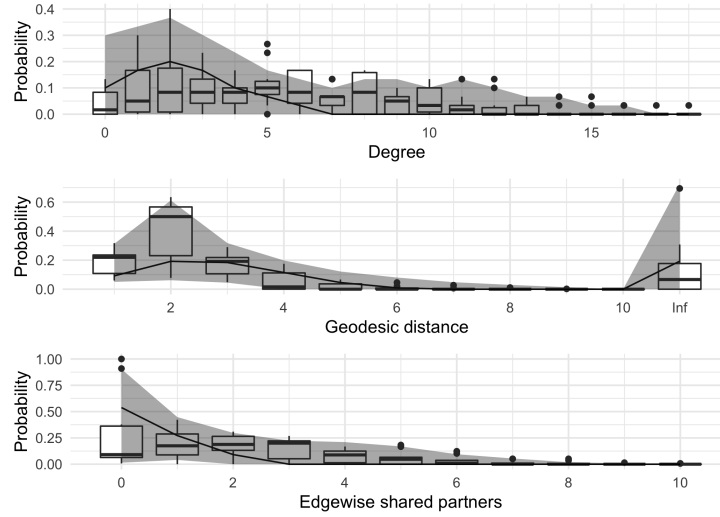 Probability
0.4
0.3
0.2
0.1
0.0
0 5 10 15
Degree
Probability
0.6
0.4
0.2
0.0
2 4 6 8 10 Inf
Geodesic distance
Probability
1.00
0.75
0.50
0.25
0.00
0 2 4 6 8 10
Edgewise shared partners